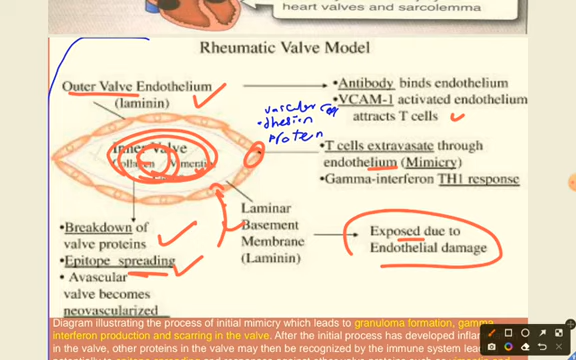 heart valves and sarcolemma
Rheumatic Valve Model
Outer Valve Endothelium
(laminin)
•Antibody binds endothelium
•VCAM-1 activated endothelium
attracts T cells
vascular
dhesion
protein
Inner Valve
Collagen Vimentin
•T cells extravasate through
endothelium (Mimicry)
•Gamma-interferon TH1 response
Laminar
Basement
Membrane
(Laminin)
Exposed due to
Endothelial damage
•Breakdown of
valve proteins
•Epitope spreading
• Avascular
valve becomes
neovascularized
Diagram illustrating the process of initial mimicry which leads to granuloma formation, gamma
interferon production and scarring in the valve. After the initial process has developed
in the valve, other proteins in the valve may then be recognized by the immune system